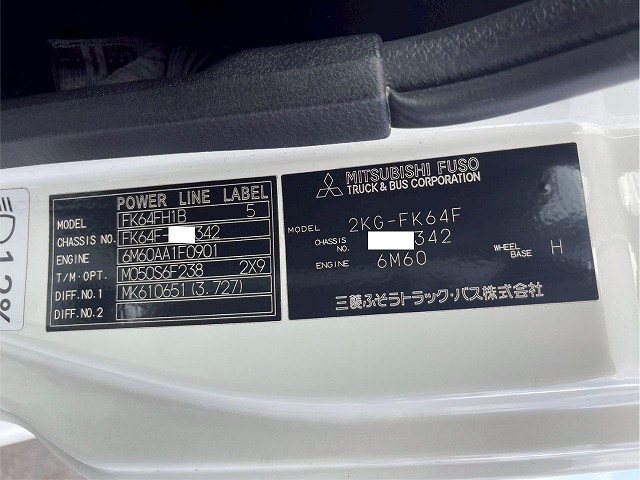 POWER LINE LABEL
MODEL FK64FH1B 5
CHASSIS NO. FK64F- 342
ENGINE 6M60AA1F0901
T/M・OPT. M050S6F238 2X9
DIFF.NO.1 MK610651 (3.727)
DIFF.NO.2
MITSUBISHI FUSO
TRUCK & BUS CORPORATION
MODEL 2KG-FK64F
CHASSIS NO. 342
ENGINE 6M60 WHEEL BASE H
三菱ふそうトラック・バス株式会社
12%